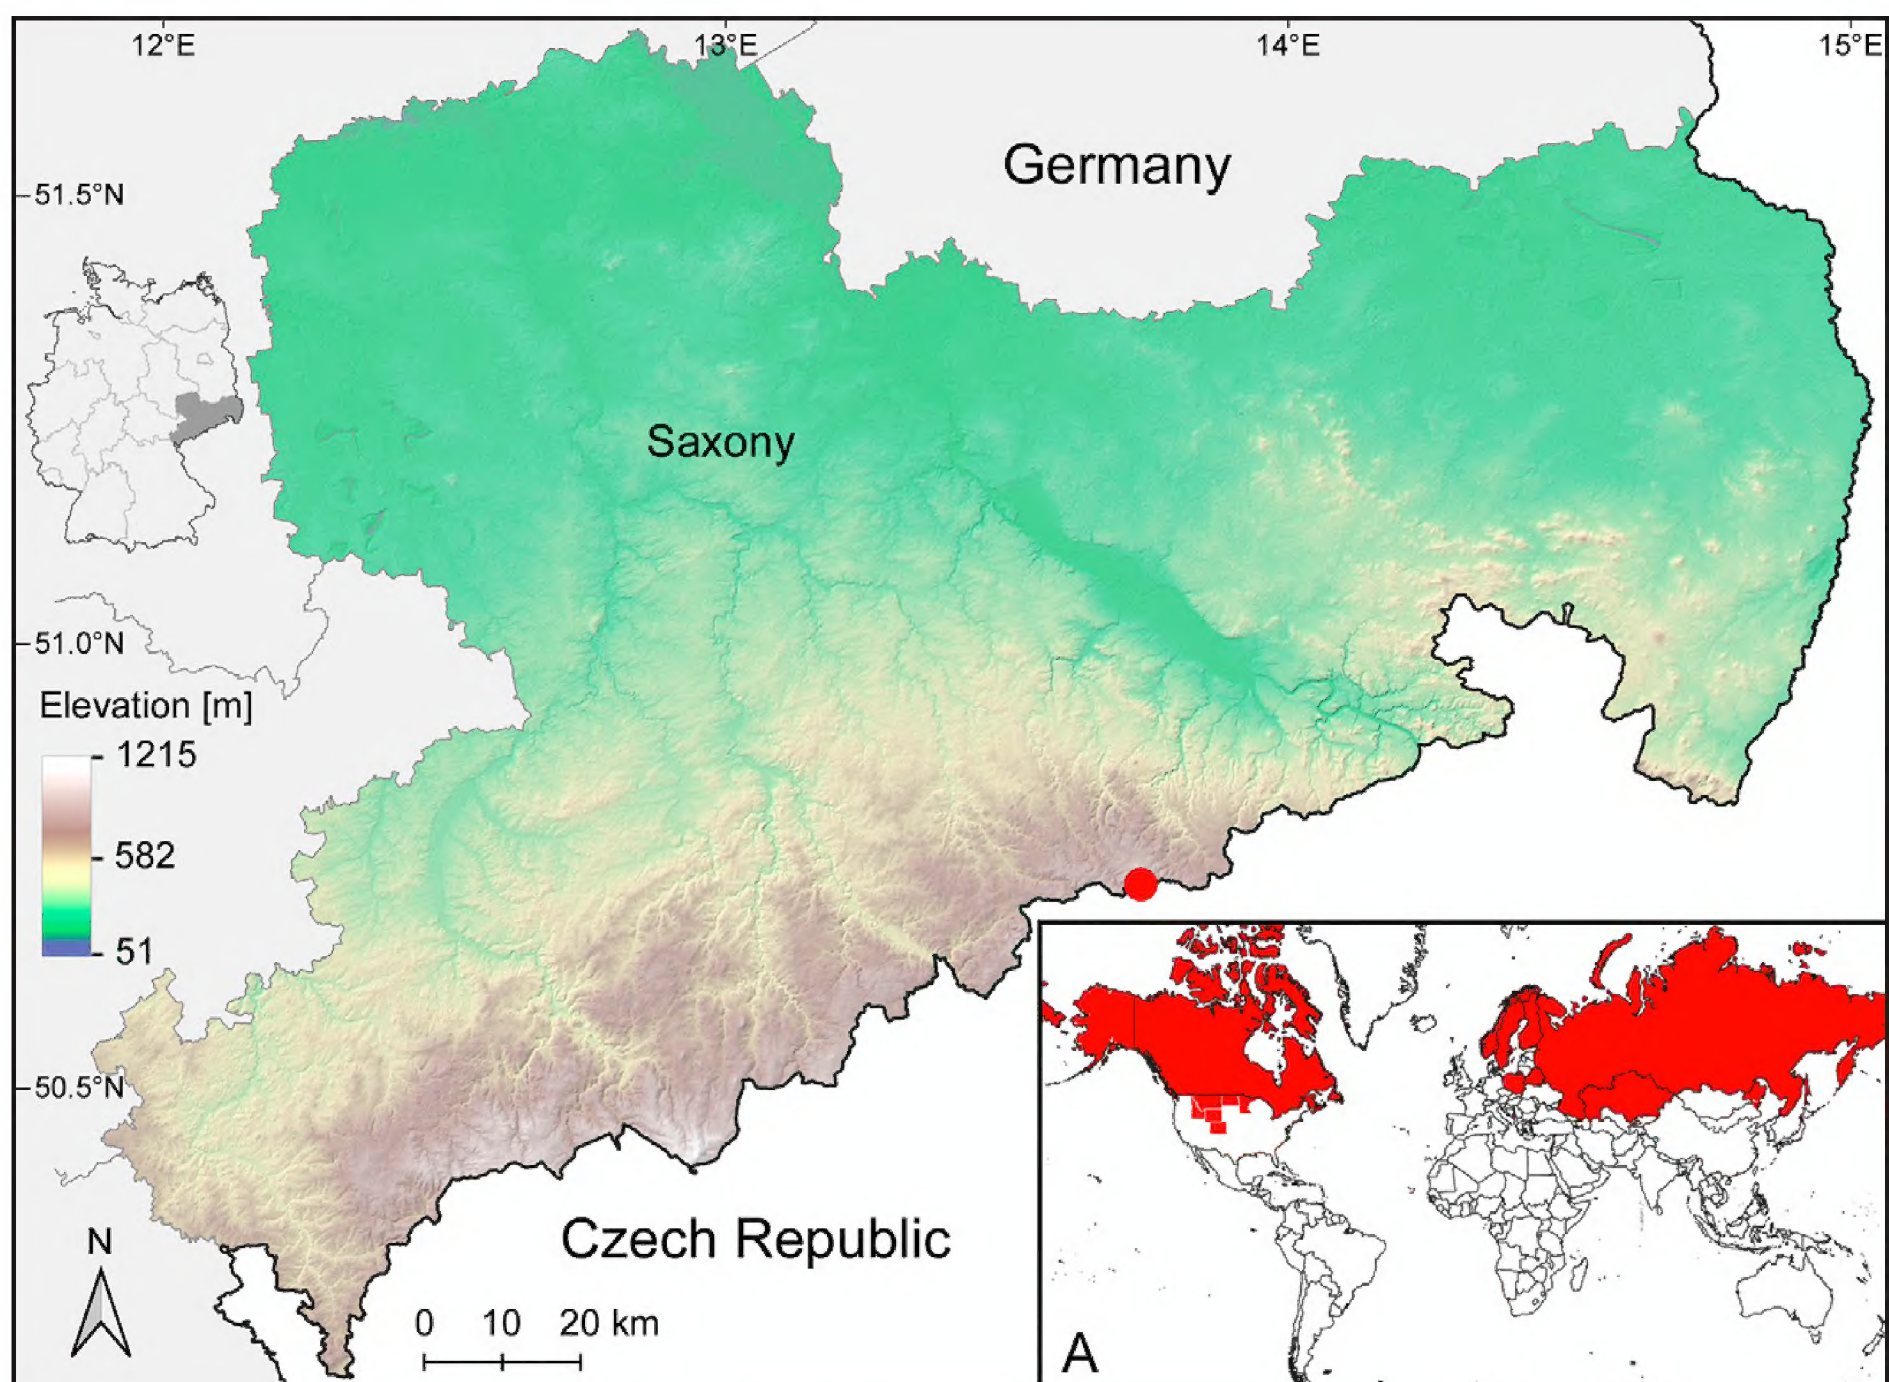 12°E 13°E 14°E 15°E
Germany
51.5°N
Saxony
51.0°N
Elevation [m]
1215
582
51
50.5°N
N
Czech Republic
0 10 20 km
A